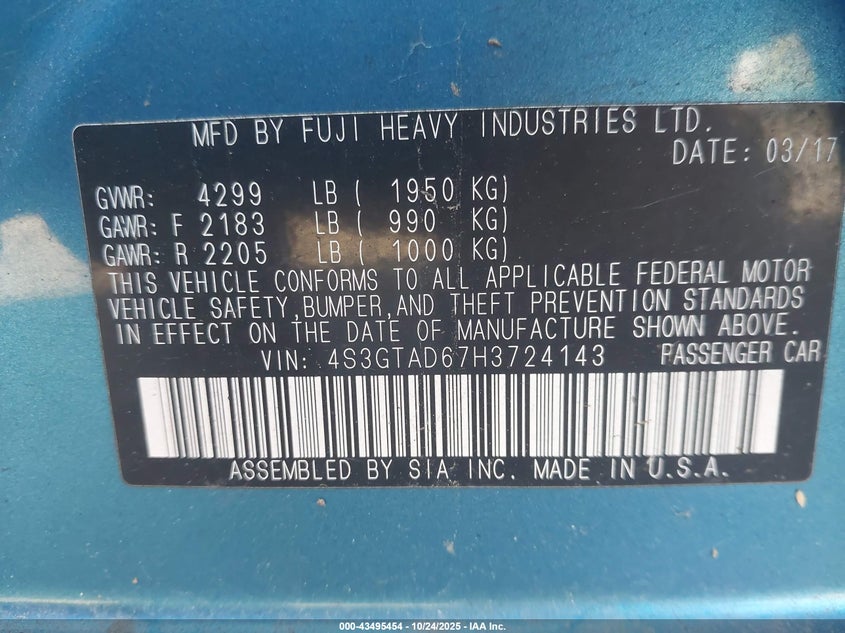 MFD BY FUJI HEAVY INDUSTRIES LTD.
DATE: 03/17
GVWR: 4299 LB ( 1950 KG)
GAWR: F 2183 LB ( 990 KG)
GAWR: R 2205 LB ( 1000 KG)
THIS VEHICLE CONFORMS TO ALL APPLICABLE FEDERAL MOTOR
VEHICLE SAFETY,BUMPER,AND THEFT PREVENTION STANDARDS
IN EFFECT ON THE DATE OF MANUFACTURE SHOWN ABOVE.
VIN: 4S3GTAD67H3724143 PASSENGER CAR
ASSEMBLED BY SIA INC. MADE IN U.S.A.
000-43495454 - 10/24/2025 - IAA Inc.